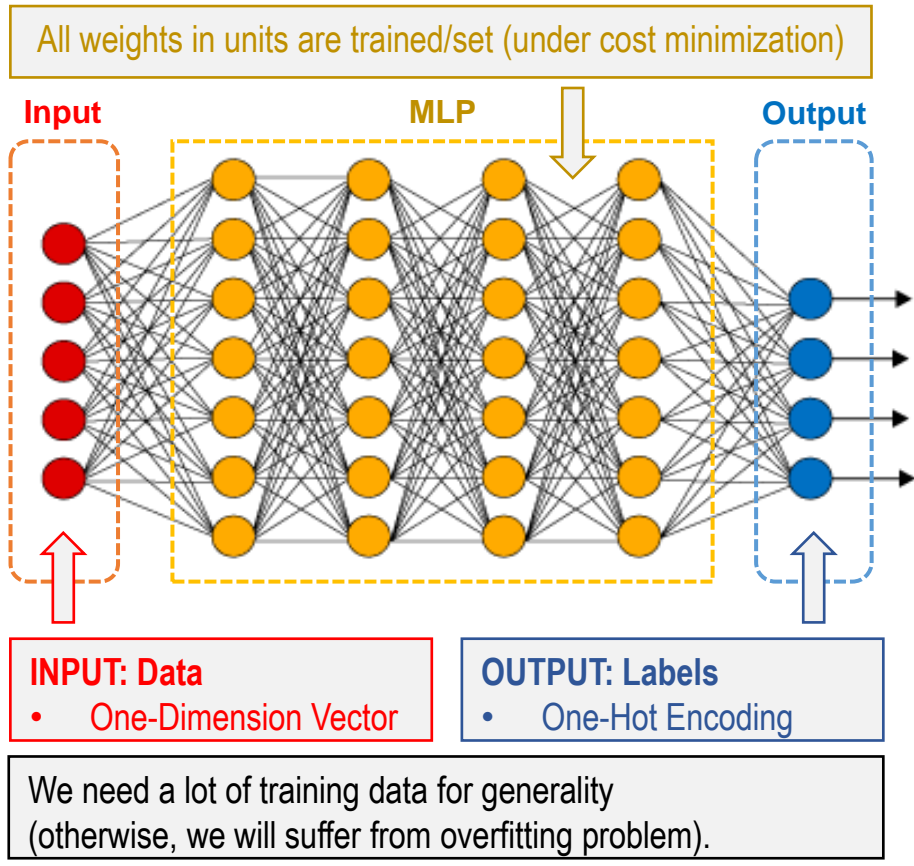 All weights in units are trained/set (under cost minimization)
Input
MLP
Output
INPUT: Data
• One-Dimension Vector
OUTPUT: Labels
• One-Hot Encoding
We need a lot of training data for generality
(otherwise, we will suffer from overfitting problem).